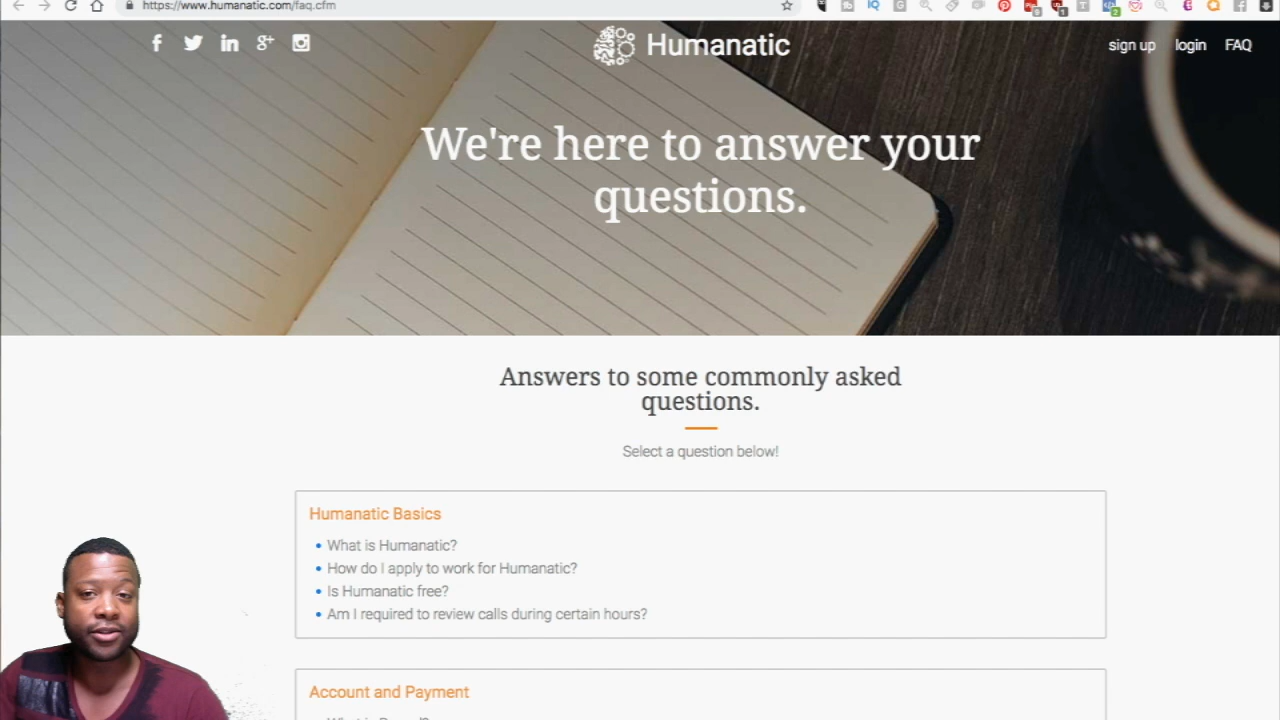 https://www.humanatic.com/faq.cfm
Humanatic
sign up login FAQ
We're here to answer your
questions.
Answers to some commonly asked
questions.
Select a question below!
Humanatic Basics
What is Humanatic?
How do I apply to work for Humanatic?
Is Humanatic free?
Am I required to review calls during certain hours?
Account and Payment